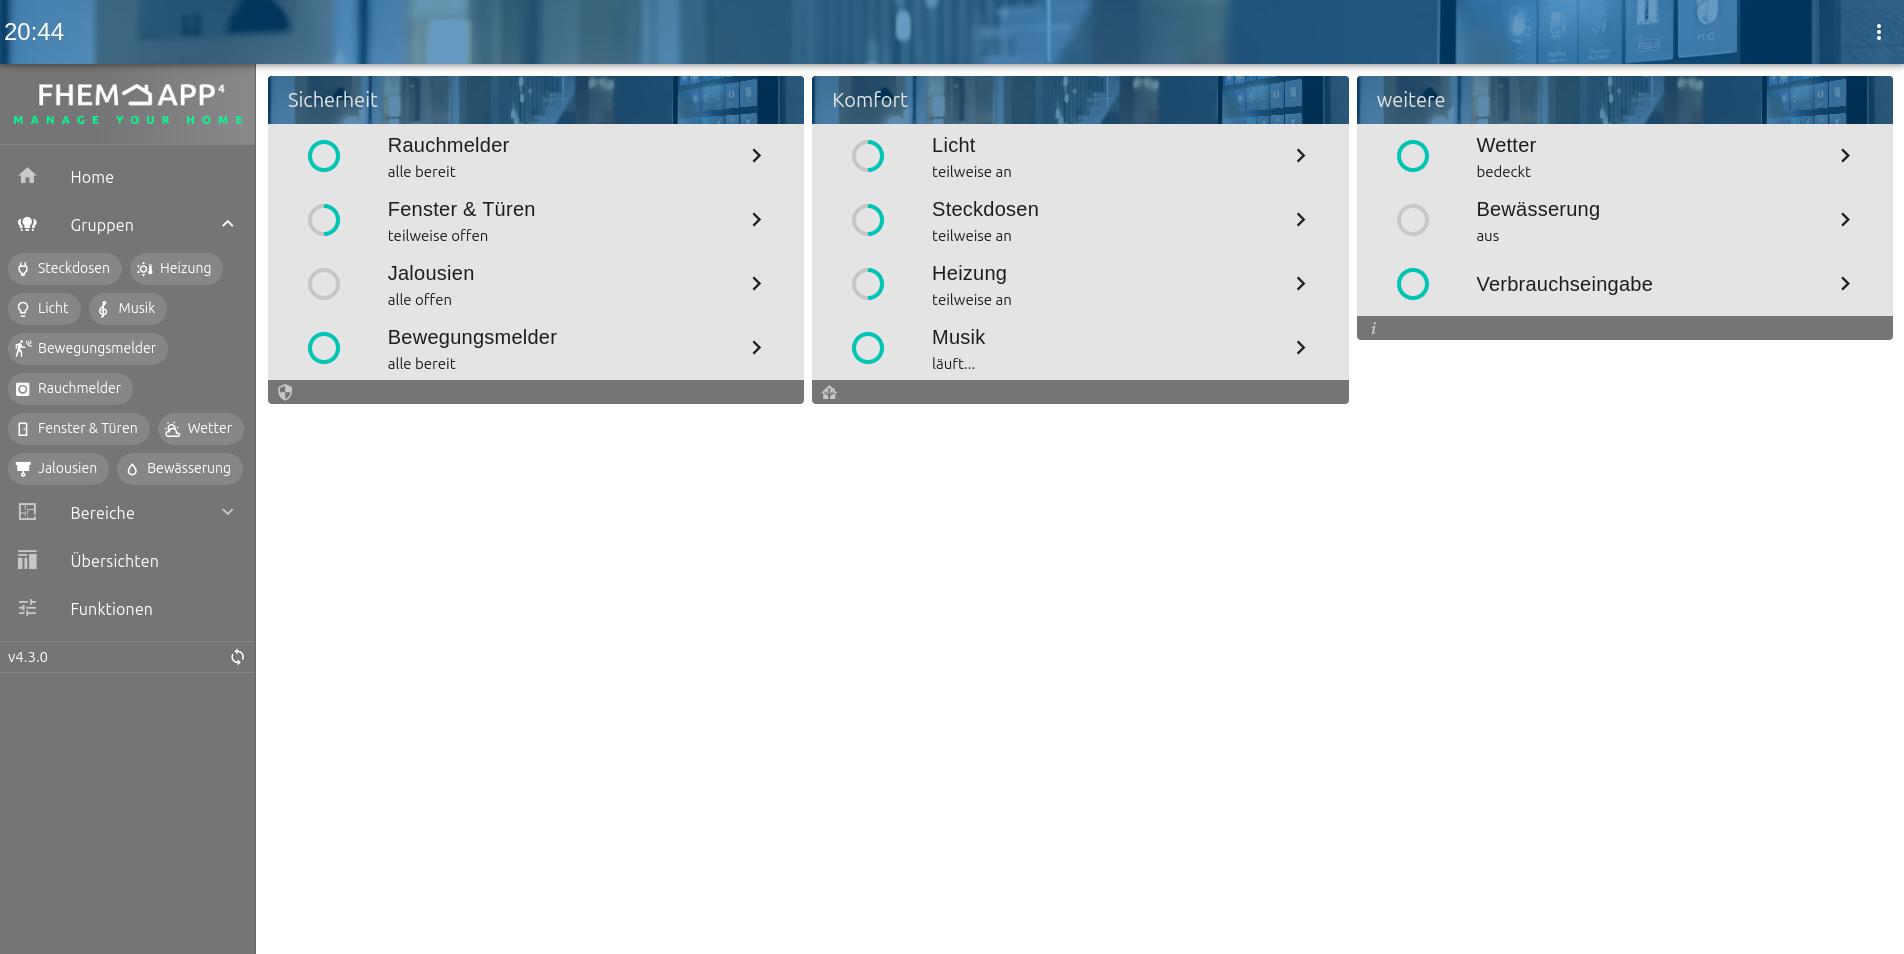 20:44
FHEM APP 4
MANAGE YOUR HOME
Home
Gruppen
Steckdosen
Heizung
Licht
Musik
Bewegungsmelder
Rauchmelder
Fenster & Türen
Wetter
Jalousien
Bewässerung
Bereiche
Übersichten
Funktionen
v4.3.0
Sicherheit
Rauchmelder
alle bereit
Fenster & Türen
teilweise offen
Jalousien
alle offen
Bewegungsmelder
alle bereit
Komfort
Licht
teilweise an
Steckdosen
teilweise an
Heizung
teilweise an
Musik
läuft...
weitere
Wetter
bedeckt
Bewässerung
aus
Verbrauchseingabe
i